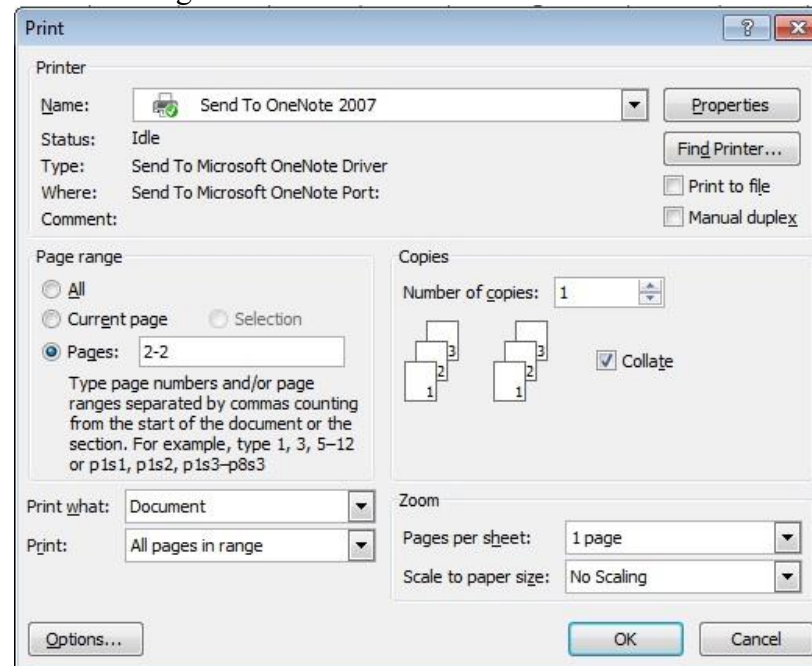 Print
Printer
Name: Send To OneNote 2007 Properties
Status: Idle
Find Printer...
Type: Send To Microsoft OneNote Driver
Where: Send To Microsoft OneNote Port: Print to file
Comment: Manual duplex
Page range
All
Current page Selection
Pages: 2-2
Type page numbers and/or page
ranges separated by commas counting
from the start of the document or the
section. For example, type 1, 3, 5–12
or p1s1, p1s2, p1s3–p8s3
Copies
Number of copies: 1
3 3
2 2
1 1
Collate
Print what: Document
Print: All pages in range
Zoom
Pages per sheet: 1 page
Scale to paper size: No Scaling
Options... OK Cancel